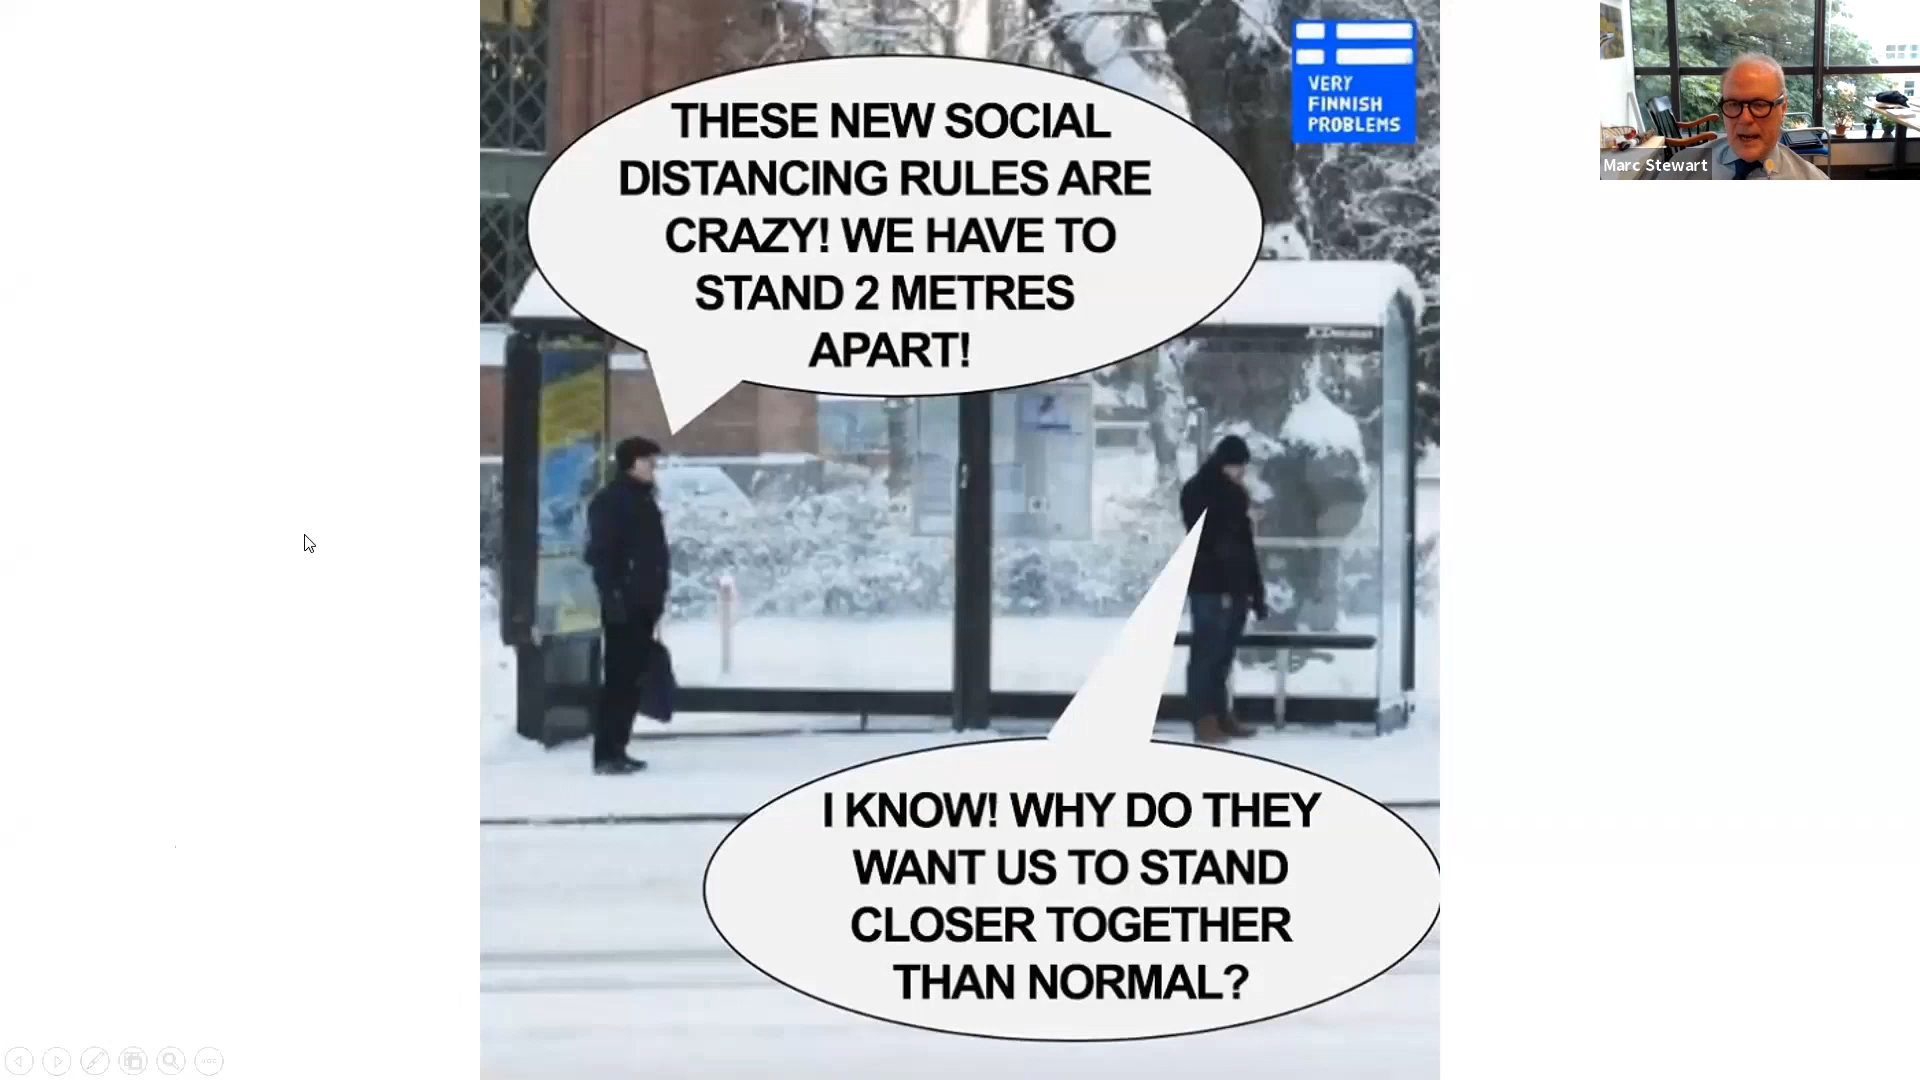 VERY
FINNISH
PROBLEMS
THESE NEW SOCIAL
DISTANCING RULES ARE
CRAZY! WE HAVE TO
STAND 2 METRES
APART!
Marc Stewart
JCDecaux
I KNOW! WHY DO THEY
WANT US TO STAND
CLOSER TOGETHER
THAN NORMAL?